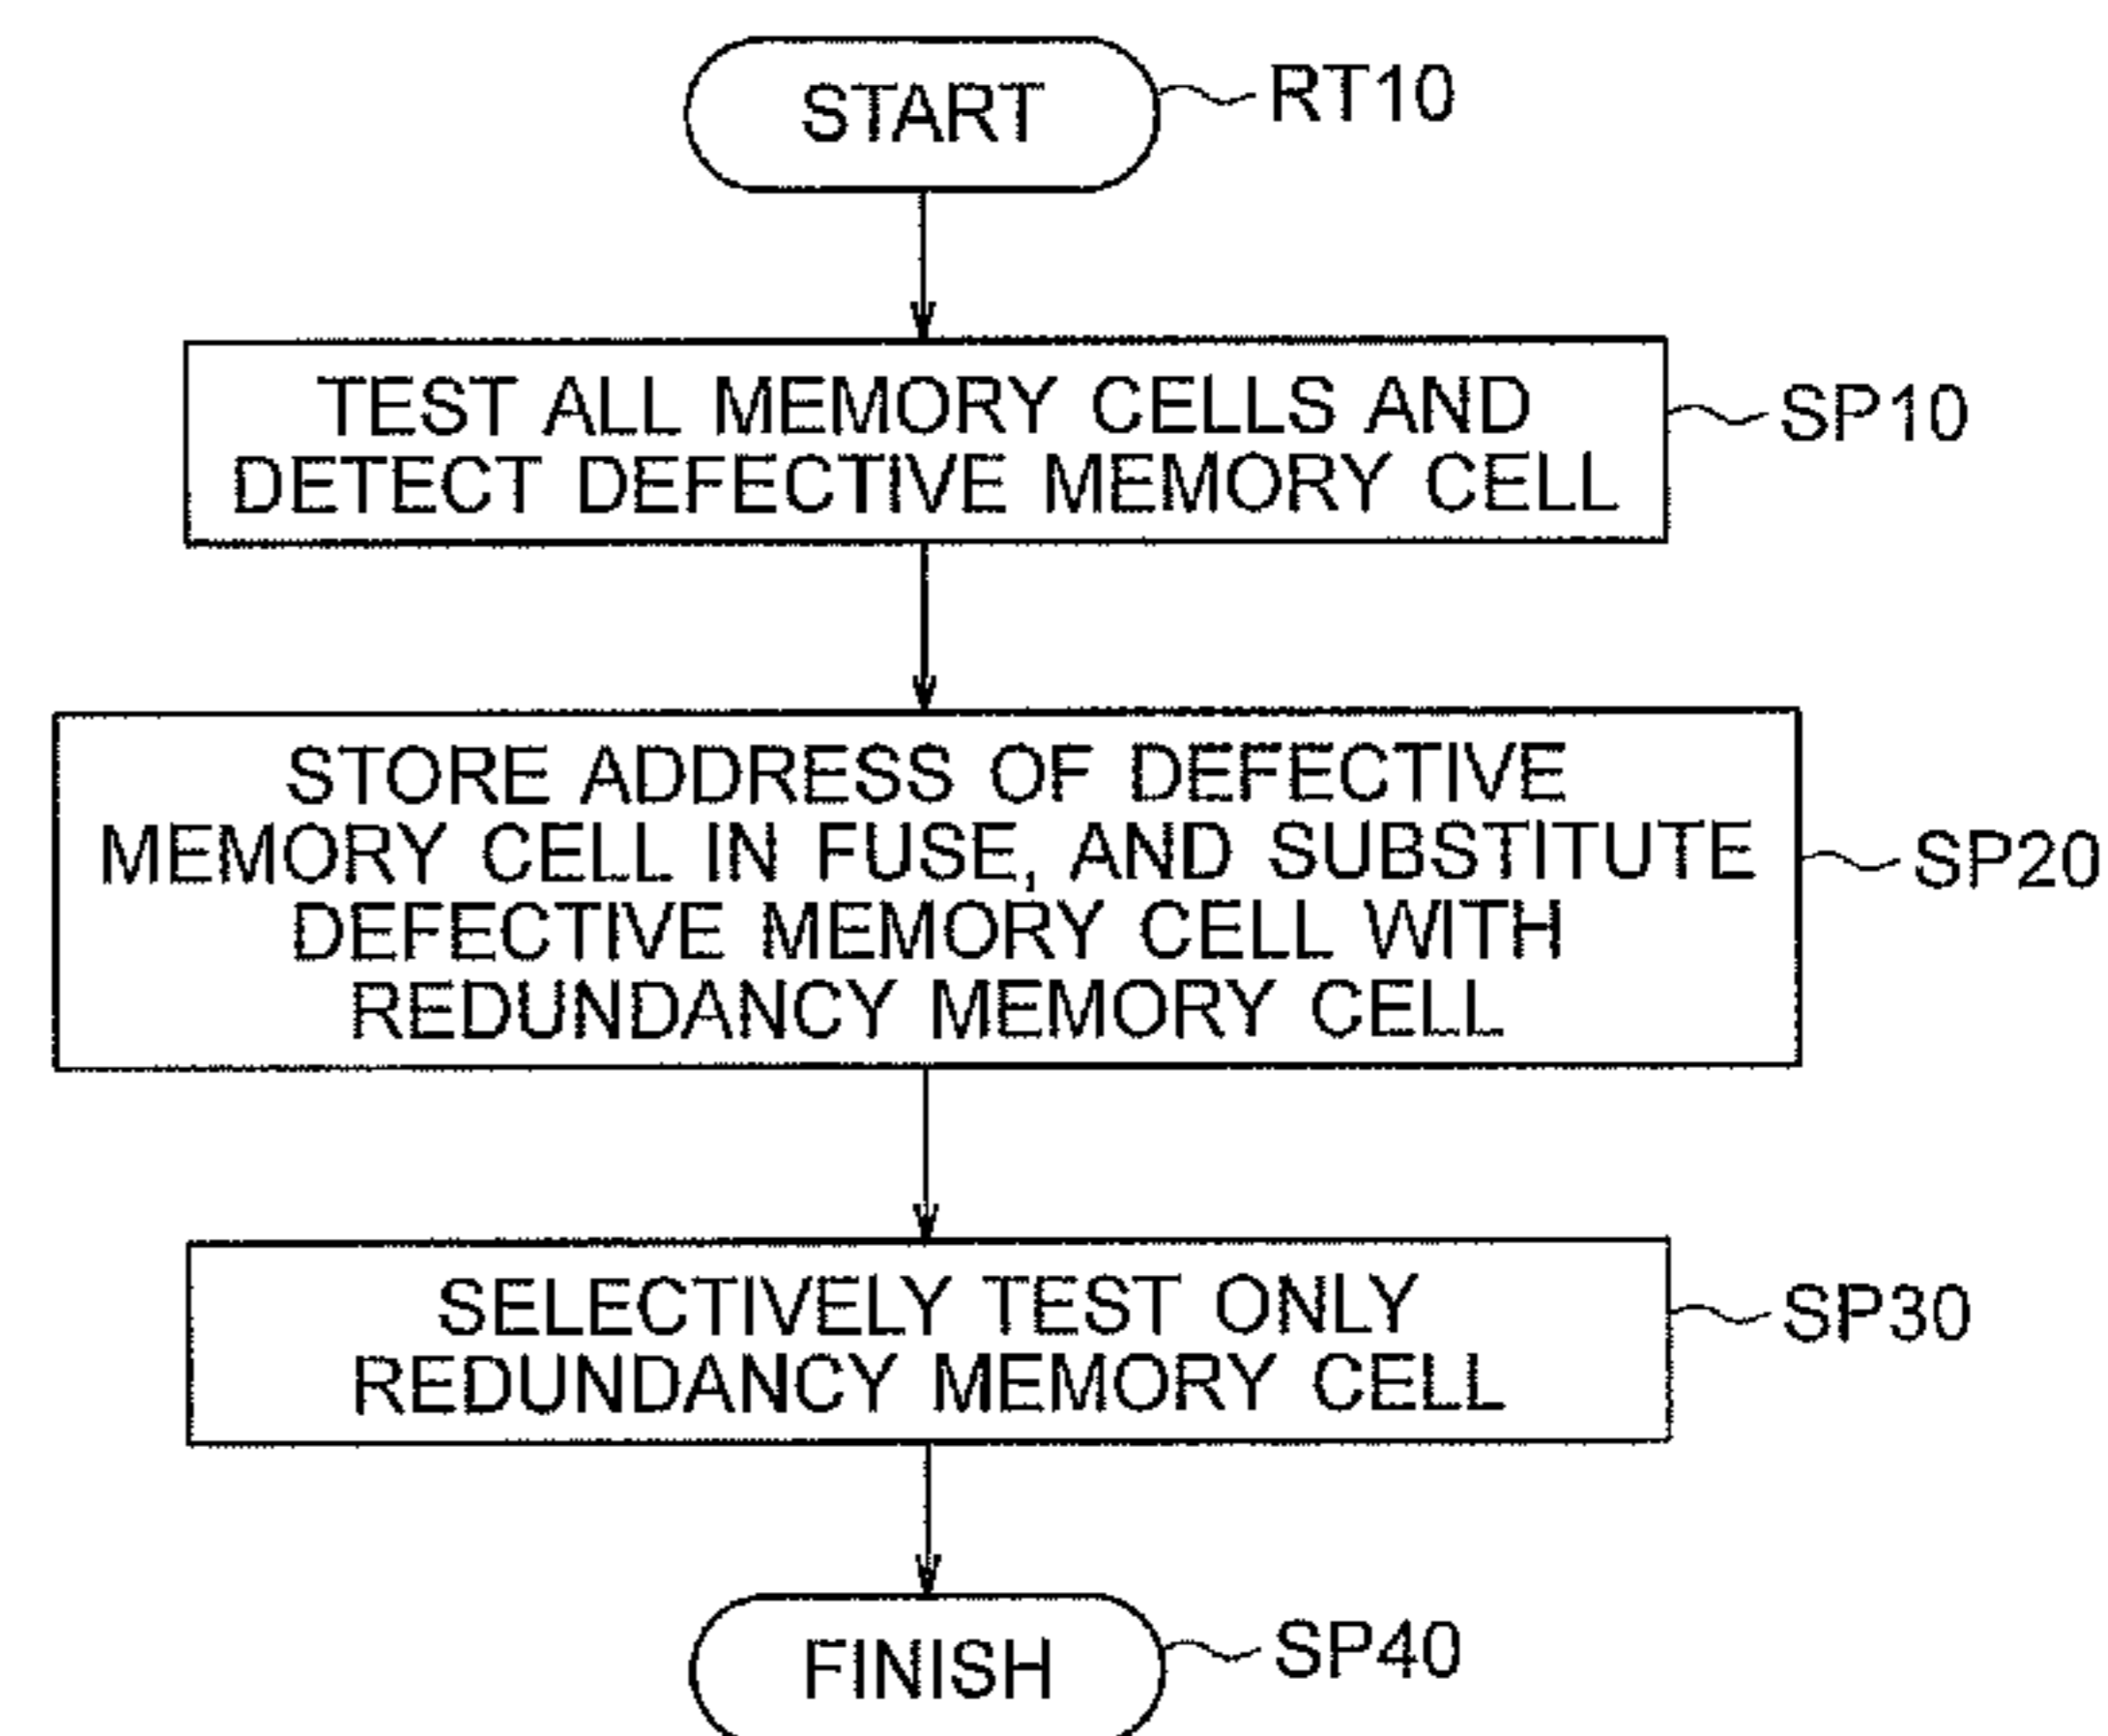 START
RT10
TEST ALL MEMORY CELLS AND
DETECT DEFECTIVE MEMORY CELL
SP10
STORE ADDRESS OF DEFECTIVE
MEMORY CELL IN FUSE, AND SUBSTITUTE
DEFECTIVE MEMORY CELL WITH
REDUNDANCY MEMORY CELL
SP20
SELECTIVELY TEST ONLY
REDUNDANCY MEMORY CELL
SP30
FINISH
SP40